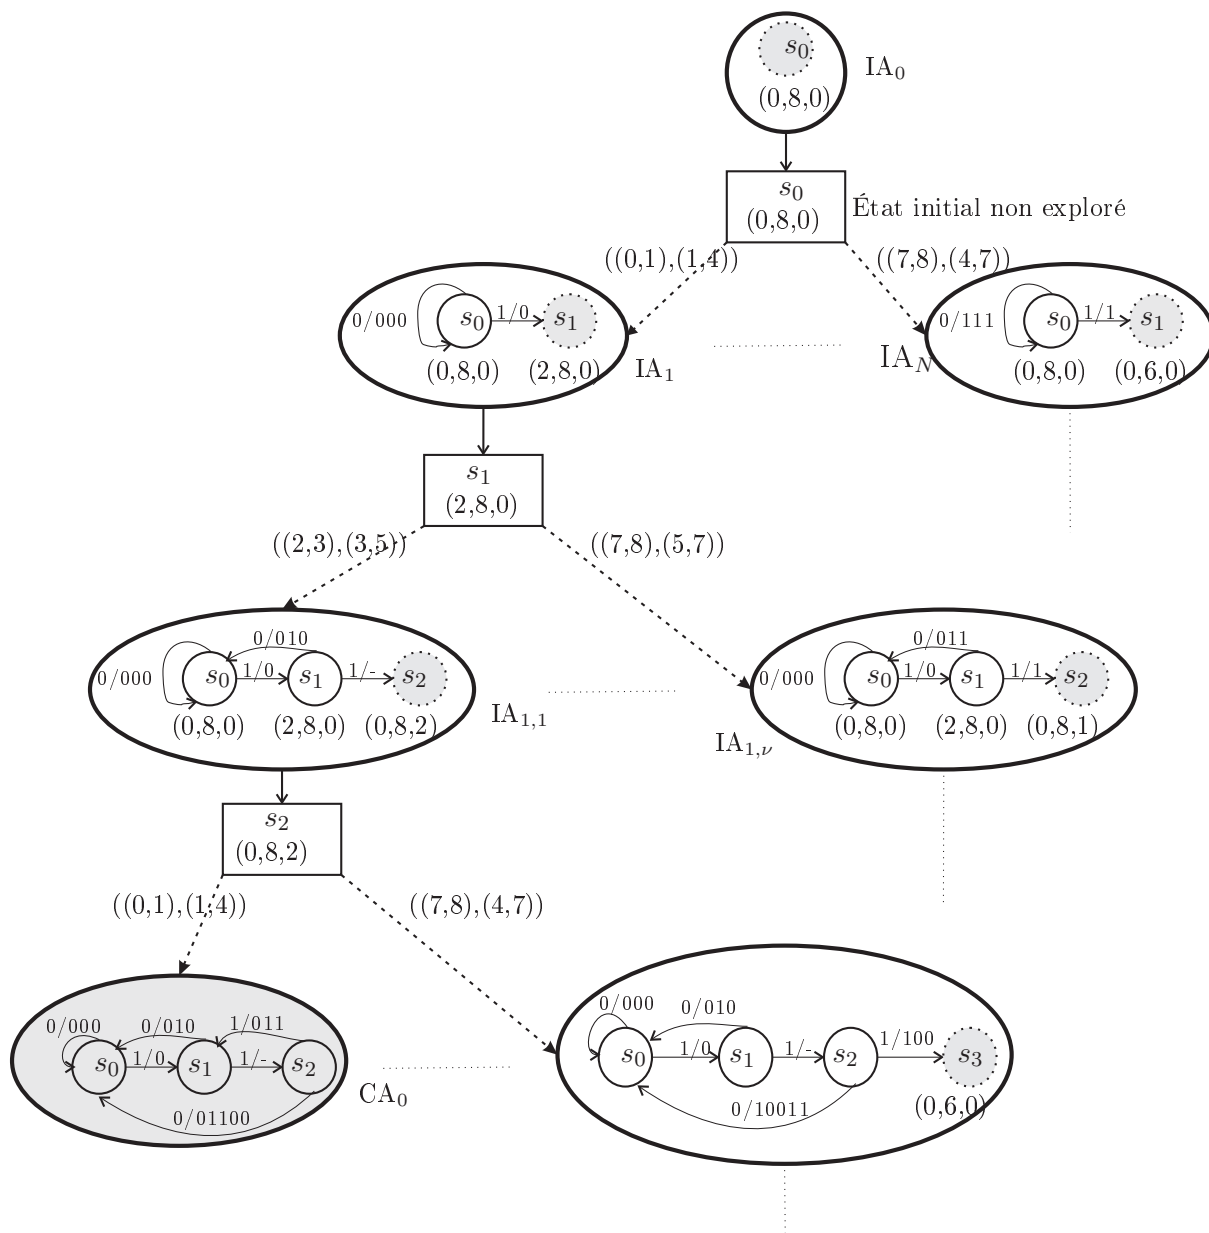 s0
IA0
(0,8,0)
s0
(0,8,0)
État initial non exploré
((0,1),(1,4))
((7,8),(4,7))
0/000
s0
1/0
s1
(0,8,0)
(2,8,0)
IA1
IAN
0/111
s0
1/1
s1
(0,8,0)
(0,6,0)
s1
(2,8,0)
((2,3),(3,5))
((7,8),(5,7))
0/010
0/000
s0
1/0
s1
1/-
s2
(0,8,0)
(2,8,0)
(0,8,2)
IA1,1
0/011
0/000
s0
1/0
s1
1/1
s2
(0,8,0)
(2,8,0)
(0,8,1)
IA1,ν
s2
(0,8,2)
((0,1),(1,4))
((7,8),(4,7))
0/000
0/010
1/011
s0
1/0
s1
1/-
s2
0/01100
CA0
0/000
0/010
s0
1/0
s1
1/-
s2
1/100
s3
0/10011
(0,6,0)